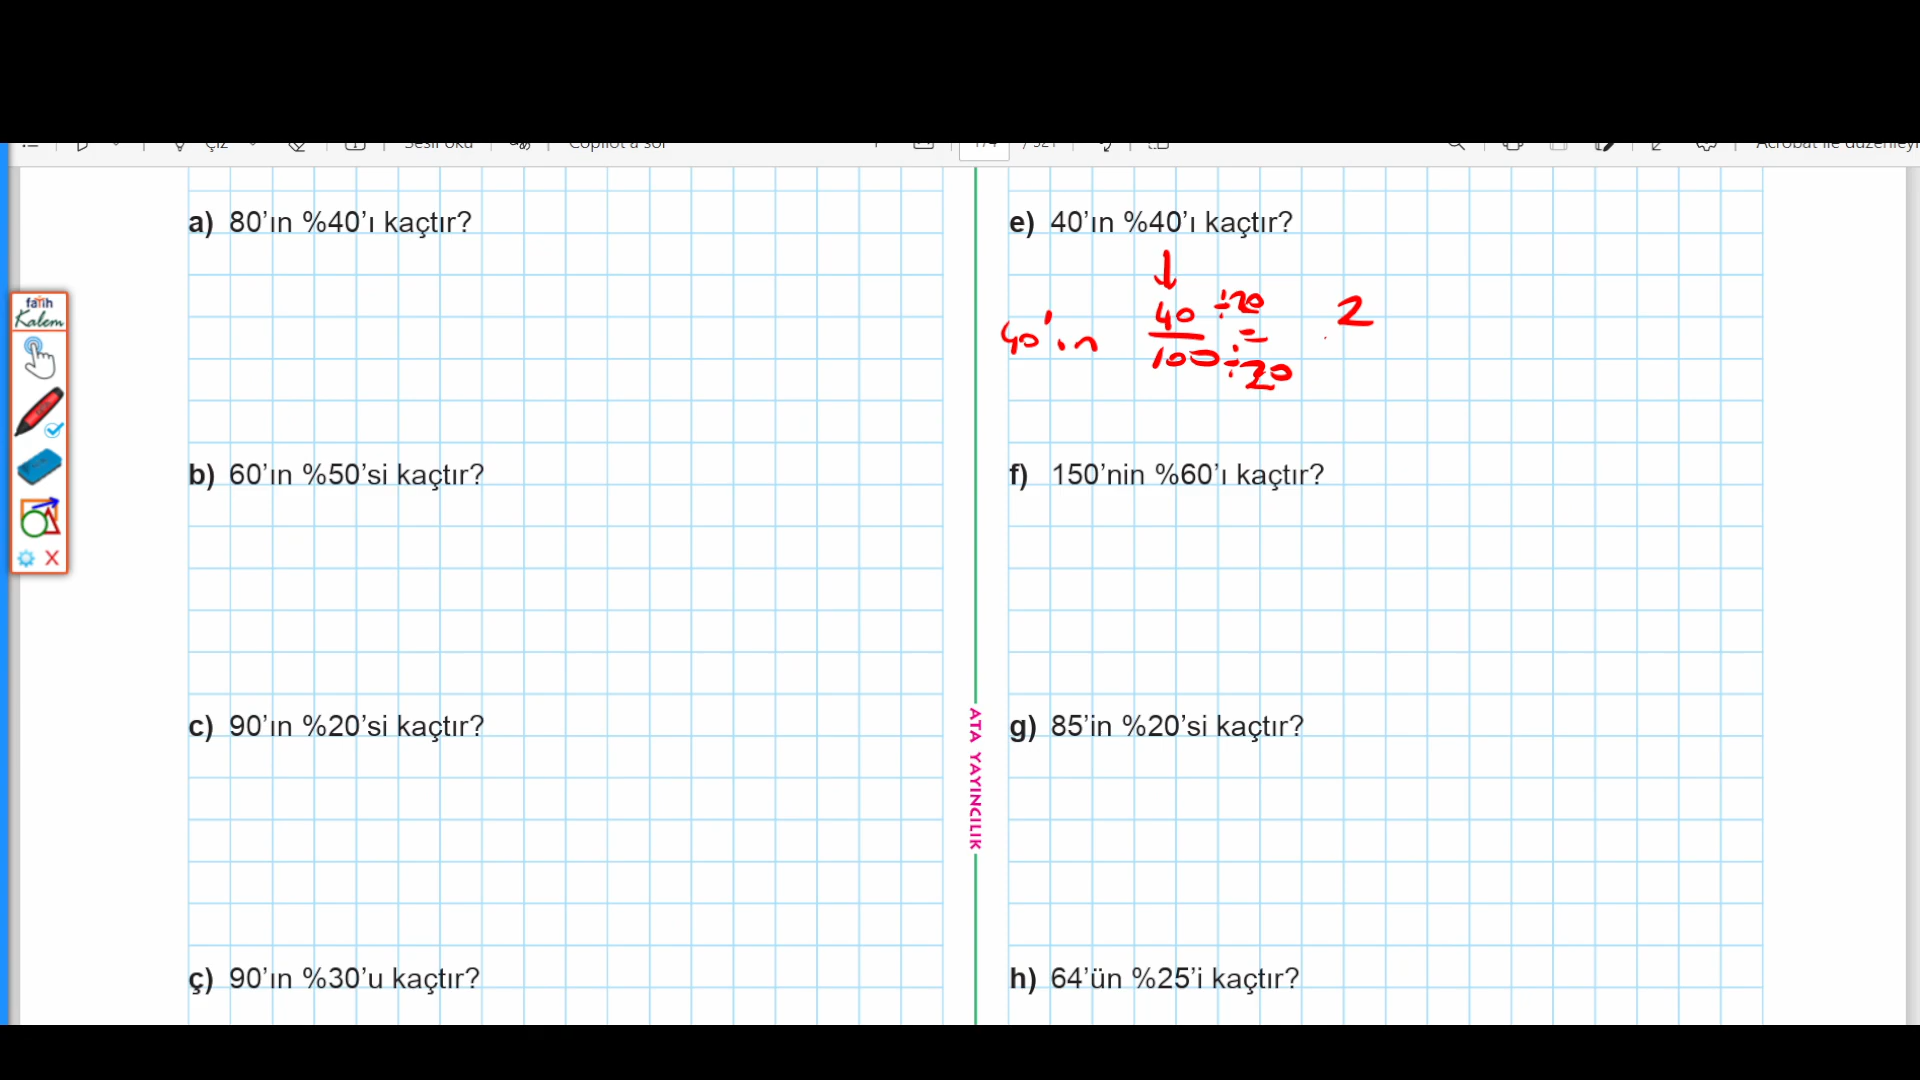 fatih
Kalem
a) 80’ın %40’ı kaçtır?
b) 60’ın %50’si kaçtır?
c) 90’ın %20’si kaçtır?
ç) 90’ın %30’u kaçtır?
ATA YAYINCILIK
e) 40’ın %40’ı kaçtır?
40'ın 40 ÷20 = 2
100 ÷20
f) 150’nin %60’ı kaçtır?
g) 85’in %20’si kaçtır?
h) 64’ün %25’i kaçtır?